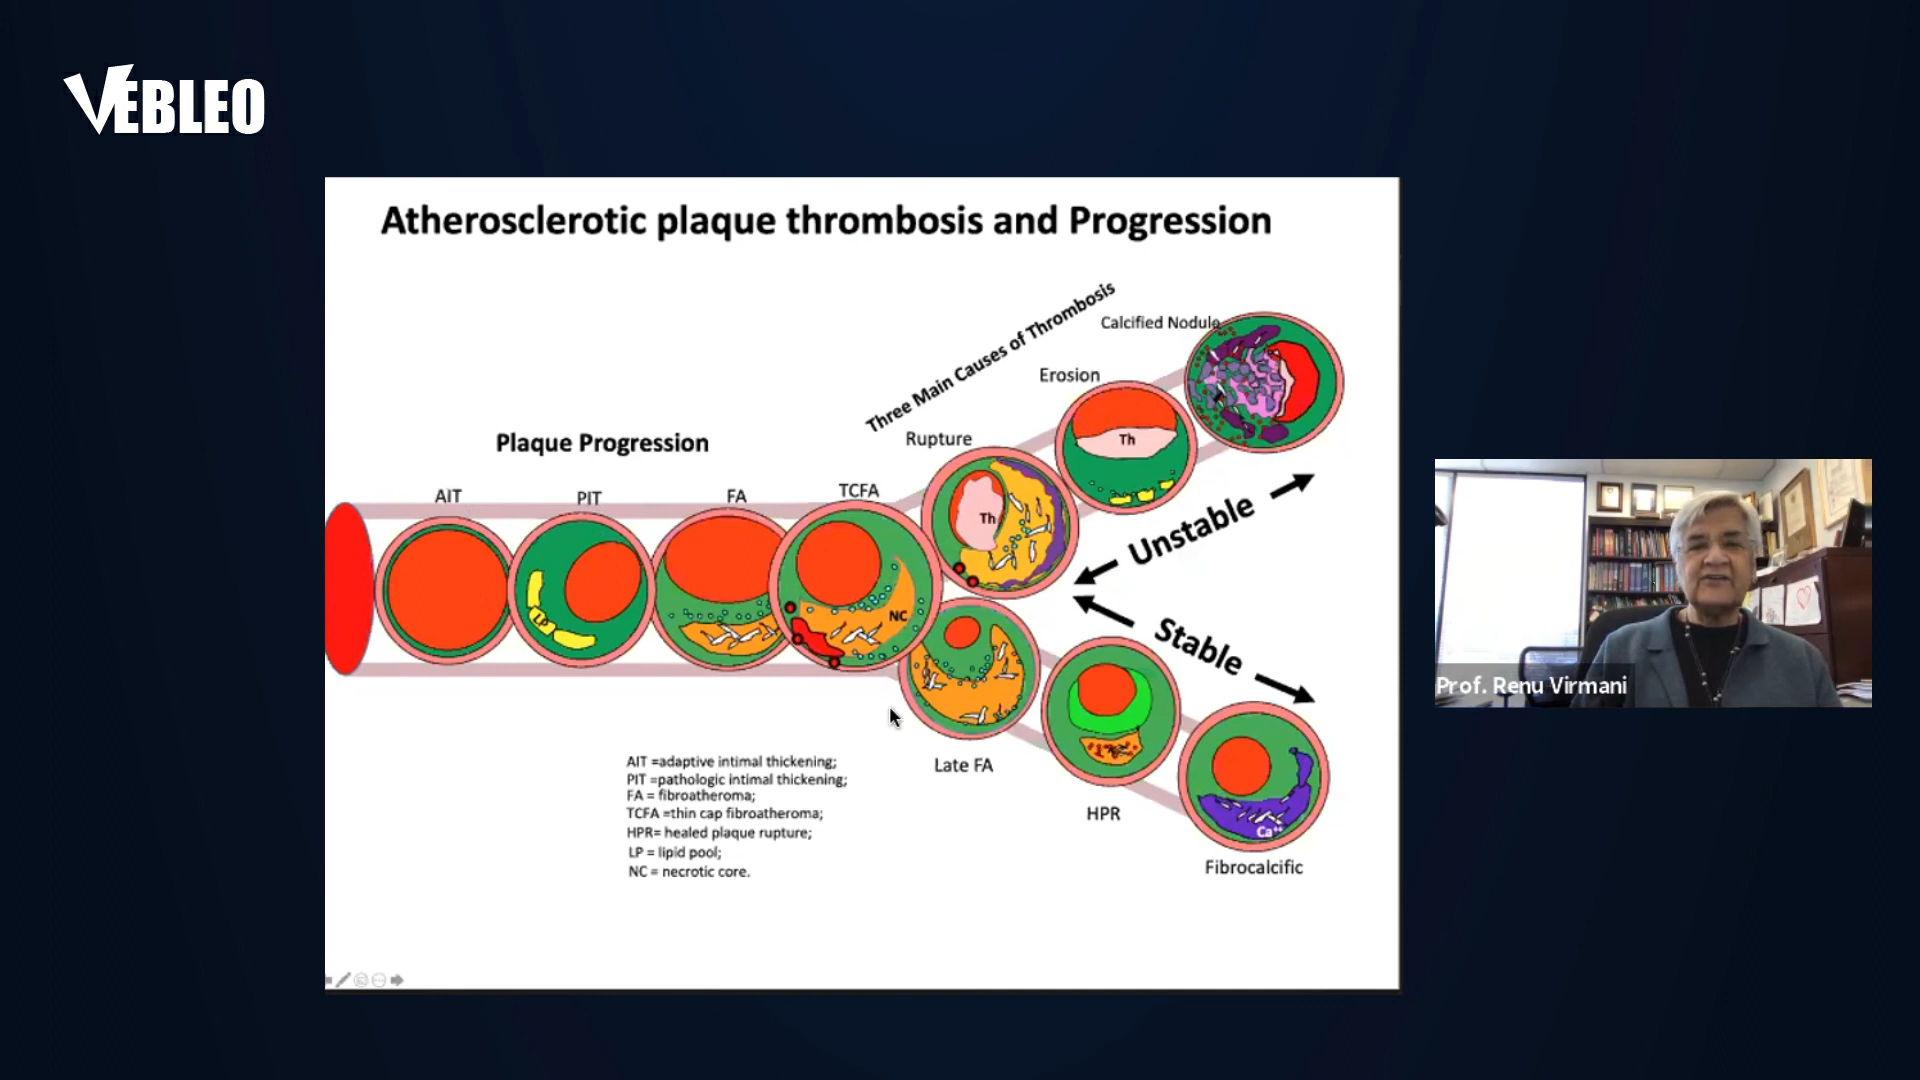 VEBLEO
Atherosclerotic plaque thrombosis and Progression
Three Main Causes of Thrombosis
Calcified Nodule
Erosion
Rupture
Plaque Progression
AIT
PIT
FA
TCFA
Th
Th
LP
NC
Unstable
Stable
Late FA
HPR
Ca++
Fibrocalcific
AIT =adaptive intimal thickening;
PIT =pathologic intimal thickening;
FA = fibroatheroma;
TCFA =thin cap fibroatheroma;
HPR= healed plaque rupture;
LP = lipid pool;
NC = necrotic core.
Prof. Renu Virmani